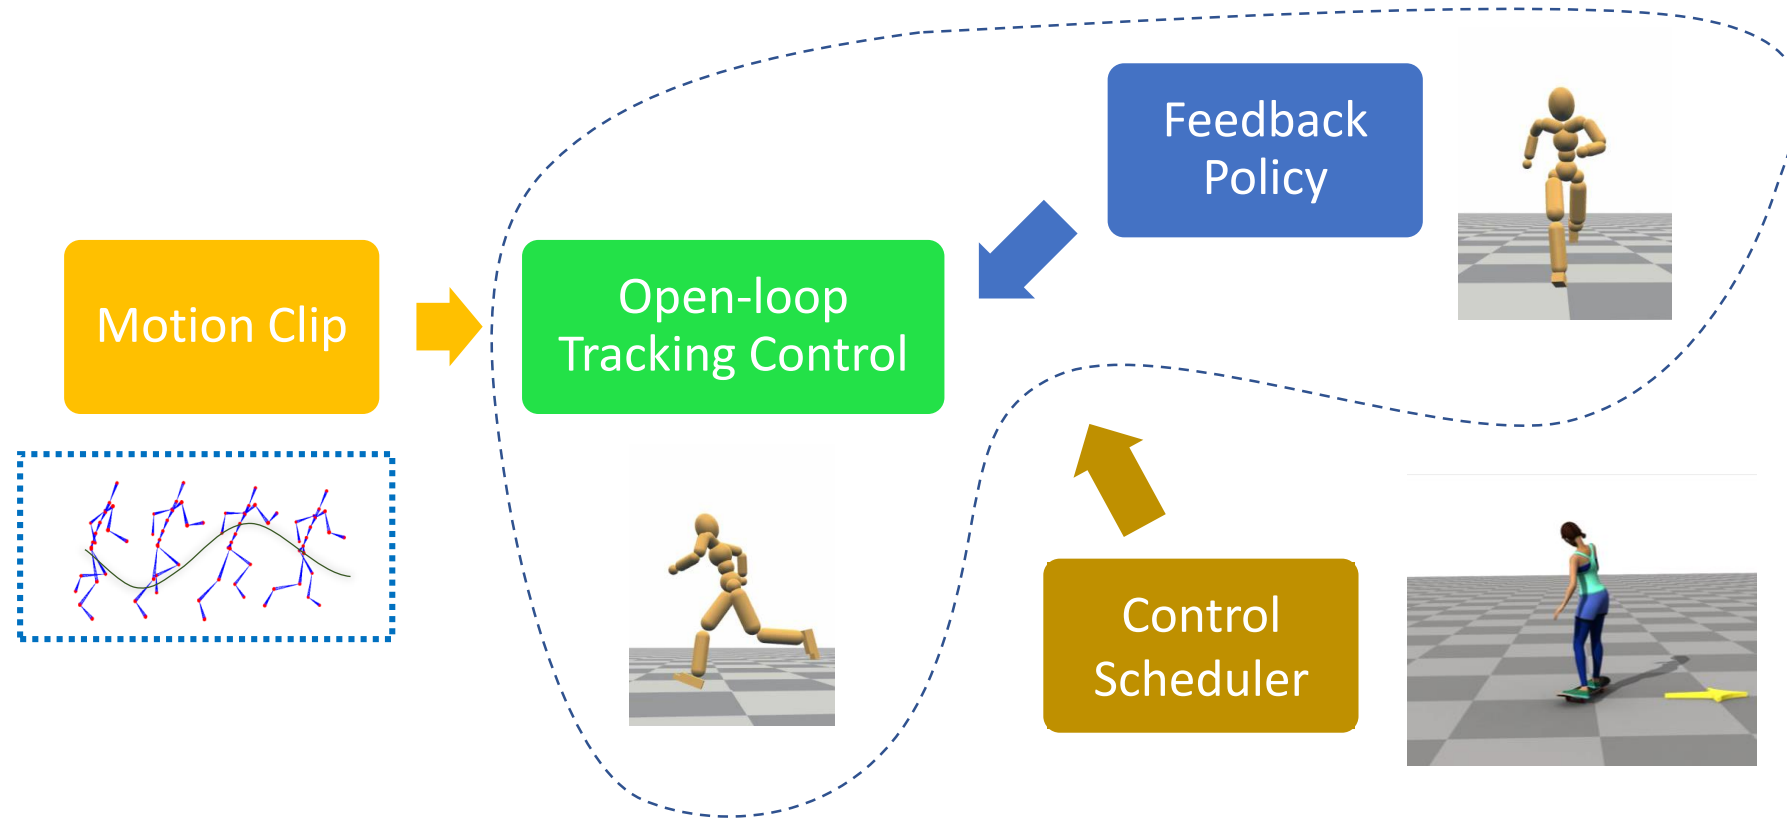 Motion Clip
Open-loop
Tracking Control
Feedback
Policy
Control
Scheduler